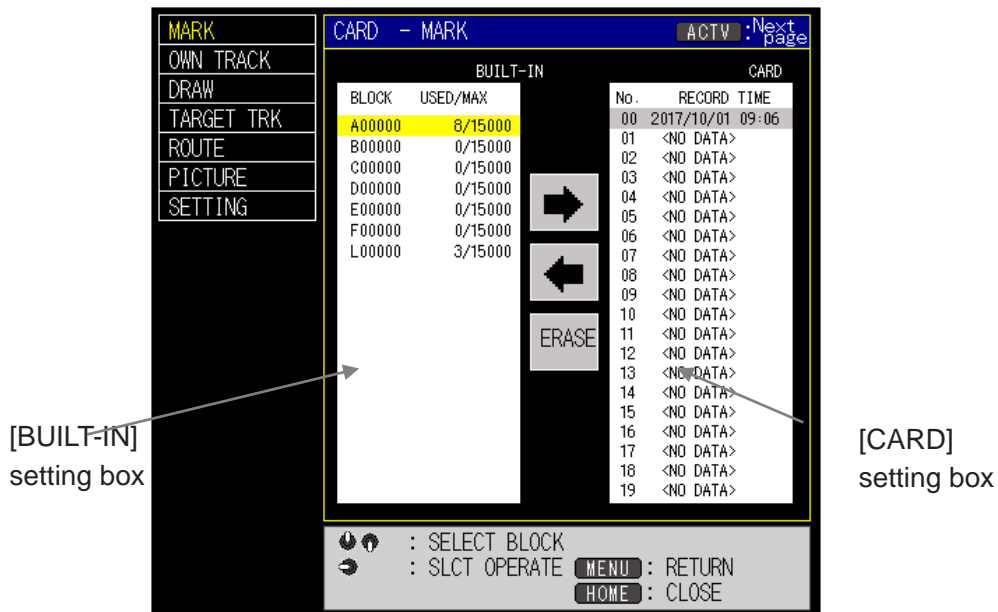 MARK
OWN TRACK
DRAW
TARGET TRK
ROUTE
PICTURE
SETTING
CARD - MARK ACTV :Next page
BUILT-IN
BLOCK USED/MAX
A00000 8/15000
B00000 0/15000
C00000 0/15000
D00000 0/15000
E00000 0/15000
F00000 0/15000
L00000 3/15000
ERASE
CARD
No. RECORD TIME
00 2017/10/01 09:06
01 <NO DATA>
02 <NO DATA>
03 <NO DATA>
04 <NO DATA>
05 <NO DATA>
06 <NO DATA>
07 <NO DATA>
08 <NO DATA>
09 <NO DATA>
10 <NO DATA>
11 <NO DATA>
12 <NO DATA>
13 <NO DATA>
14 <NO DATA>
15 <NO DATA>
16 <NO DATA>
17 <NO DATA>
18 <NO DATA>
19 <NO DATA>
[BUILT-IN]
setting box
[CARD]
setting box
: SELECT BLOCK
: SLCT OPERATE MENU : RETURN
HOME : CLOSE